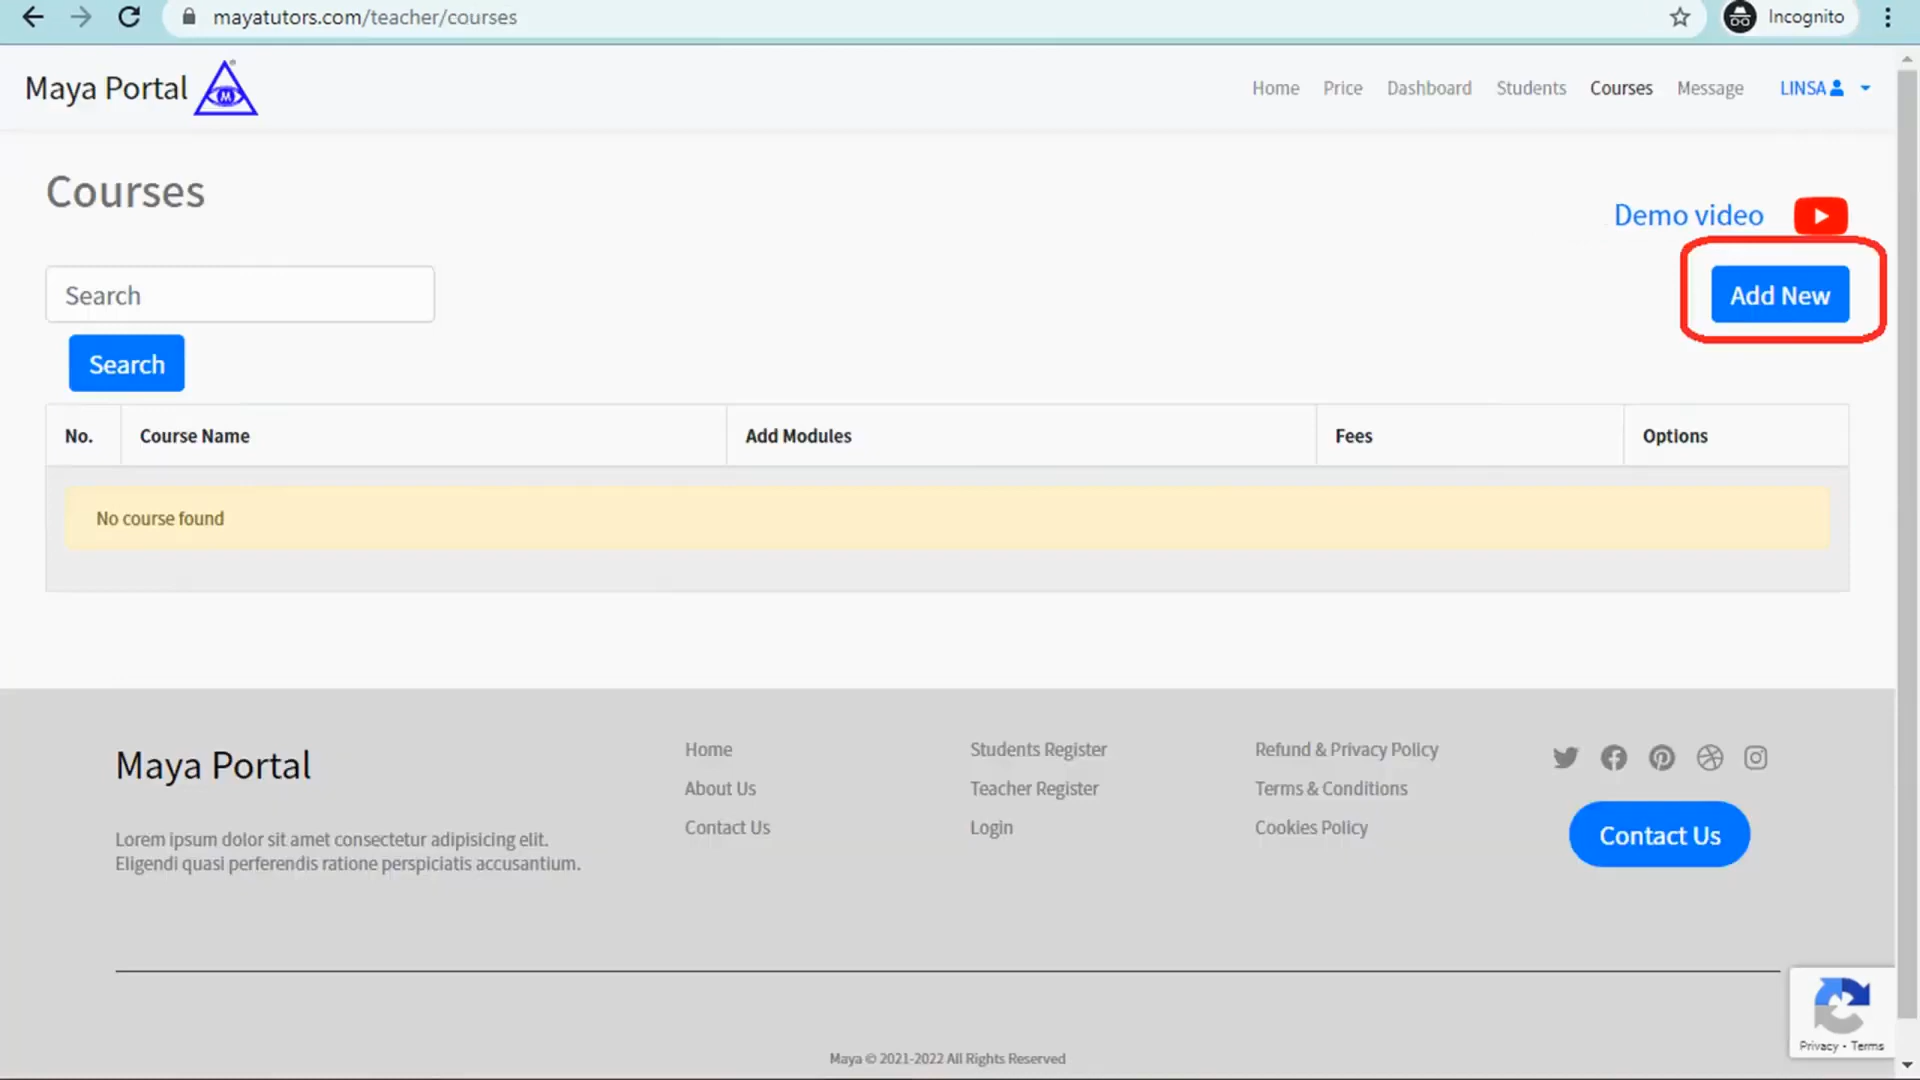 mayatutors.com/teacher/courses
Incognito
Maya Portal
M
Home
Price
Dashboard
Students
Courses
Message
LINSA
Courses
Demo video
Search
Add New
Search
No.
Course Name
Add Modules
Fees
Options
No course found
Maya Portal
Lorem ipsum dolor sit amet consectetur adipisicing elit.
Eligendi quasi perferendis ratione perspiciatis accusantium.
Home
About Us
Contact Us
Students Register
Teacher Register
Login
Refund & Privacy Policy
Terms & Conditions
Cookies Policy
Contact Us
Privacy - Terms
Maya © 2021-2022 All Rights Reserved